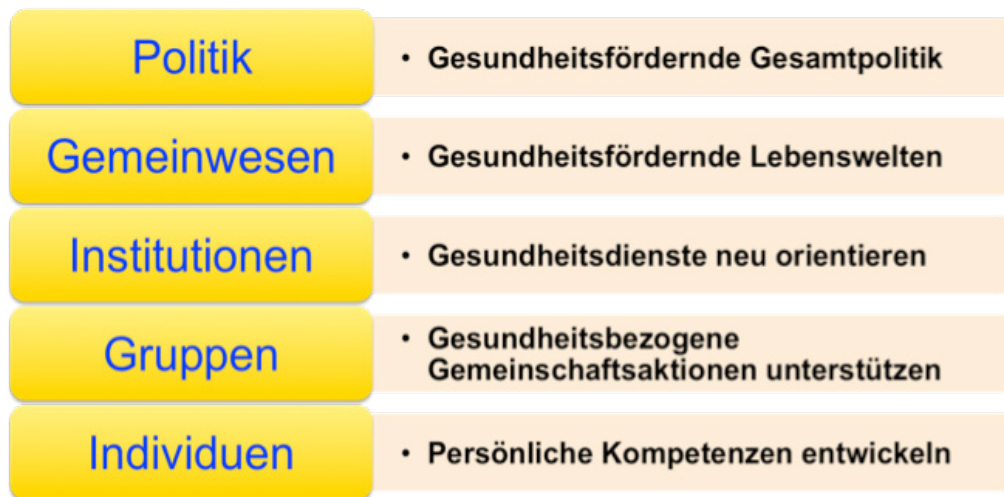 Politik
• Gesundheitsfördernde Gesamtpolitik
Gemeinwesen
• Gesundheitsfördernde Lebenswelten
Institutionen
• Gesundheitsdienste neu orientieren
Gruppen
• Gesundheitsbezogene
Gemeinschaftsaktionen unterstützen
Individuen
• Persönliche Kompetenzen entwickeln